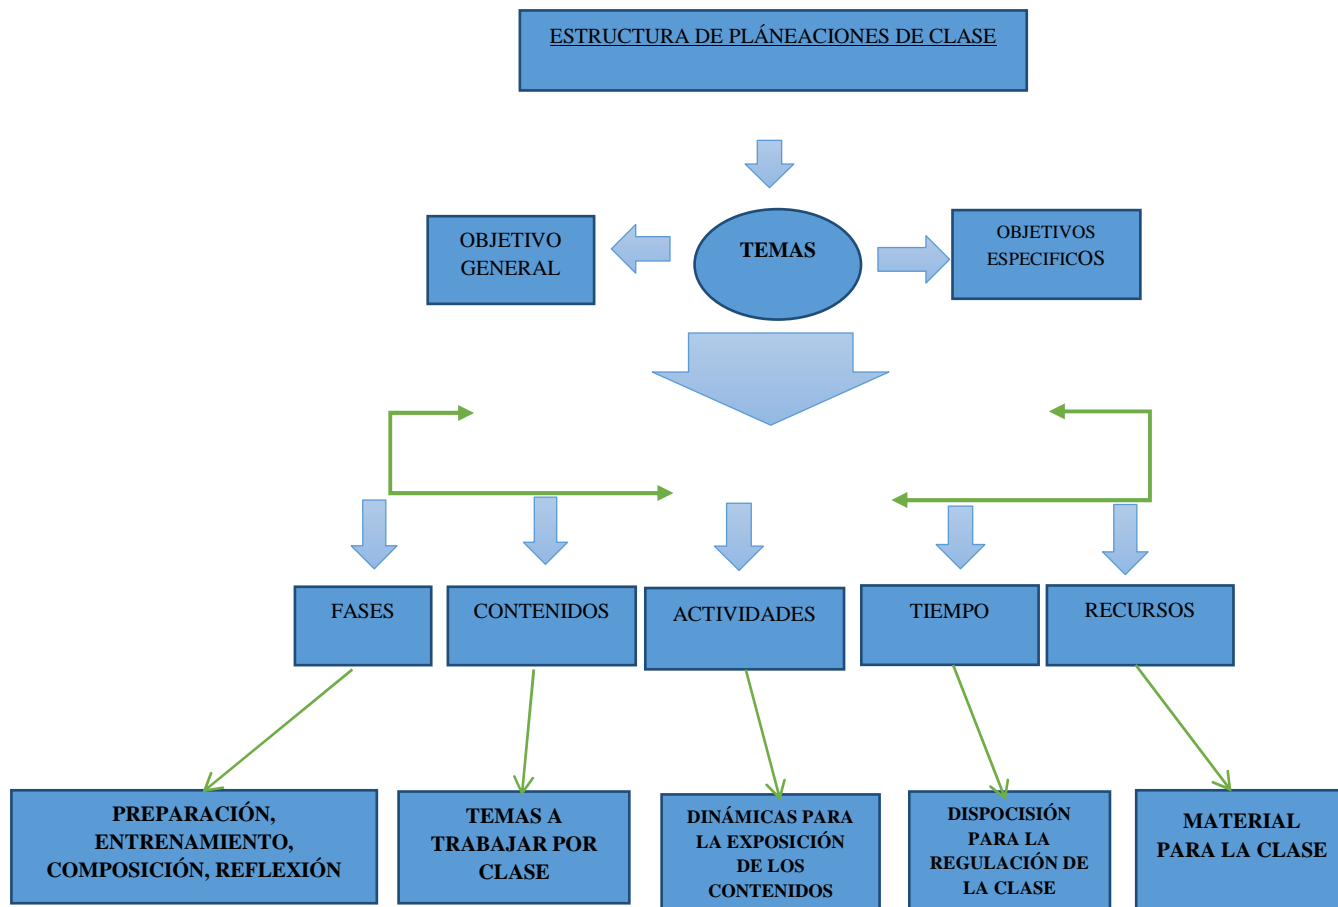 ESTRUCTURA DE PLÁNEACIONES DE CLASE
OBJETIVO
GENERAL
TEMAS
OBJETIVOS
ESPECIFICOS
FASES
CONTENIDOS
ACTIVIDADES
TIEMPO
RECURSOS
PREPARACIÓN,
ENTRENAMIENTO,
COMPOSICIÓN, REFLEXIÓN
TEMAS A
TRABAJAR POR
CLASE
DINÁMICAS PARA
LA EXPOSICIÓN
DE LOS
CONTENIDOS
DISPOCISIÓN
PARA LA
REGULACIÓN DE
LA CLASE
MATERIAL
PARA LA CLASE